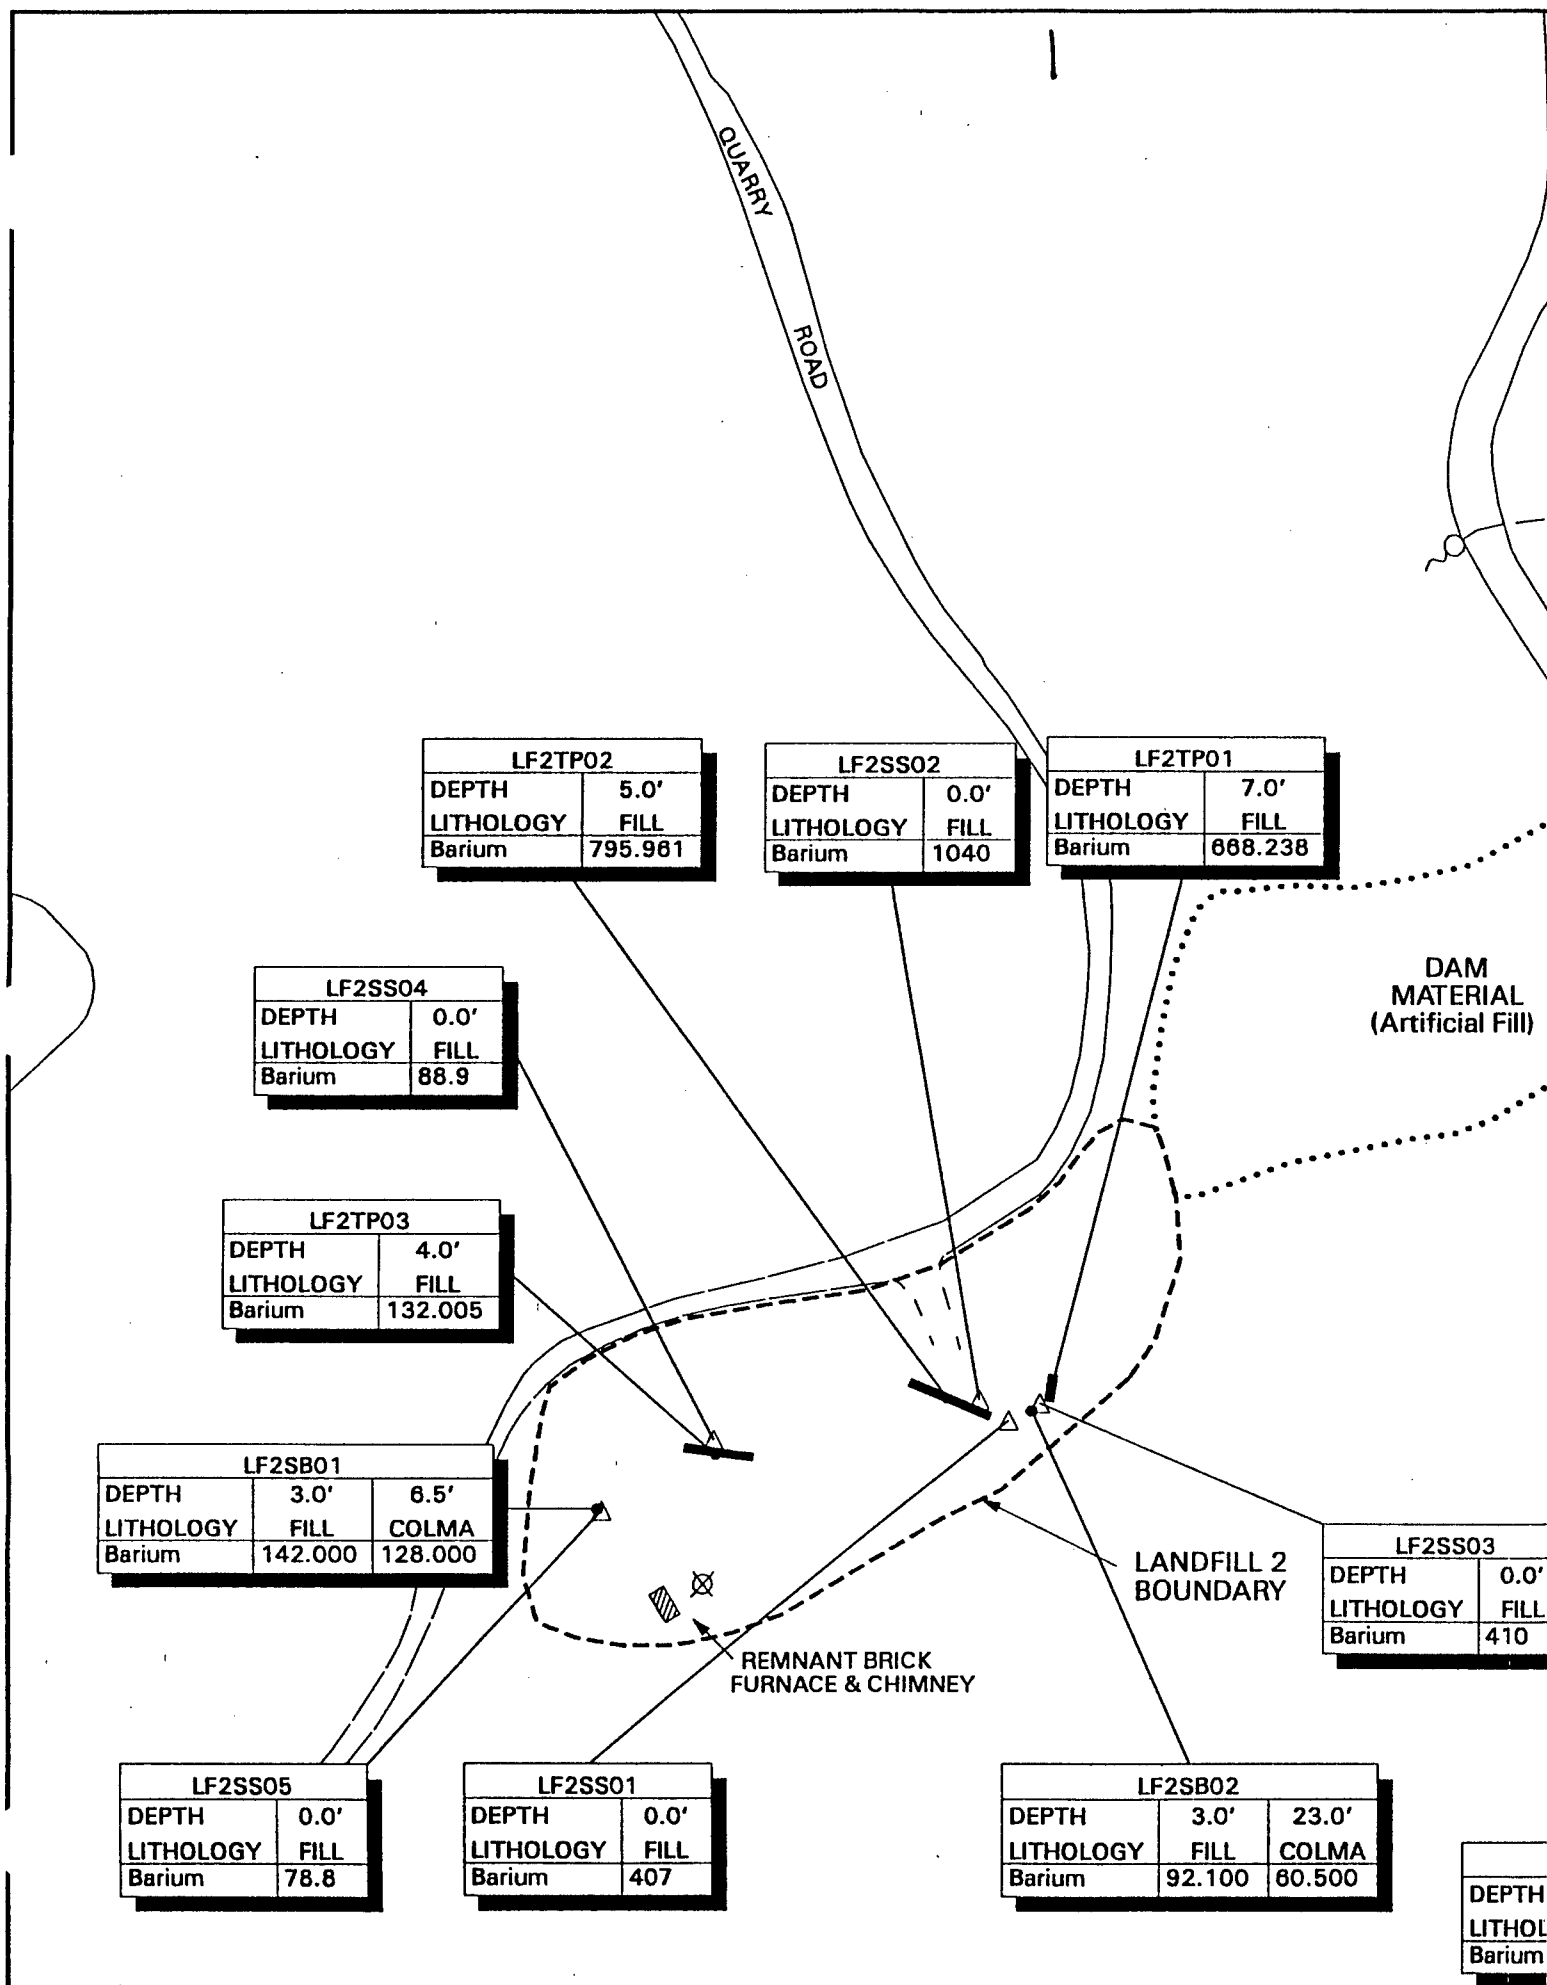 QUARRY
ROAD
LF2TP02
DEPTH 5.0'
LITHOLOGY FILL
Barium 795.961
LF2SS02
DEPTH 0.0'
LITHOLOGY FILL
Barium 1040
LF2TP01
DEPTH 7.0'
LITHOLOGY FILL
Barium 668.238
DAM
MATERIAL
(Artificial Fill)
LF2SS04
DEPTH 0.0'
LITHOLOGY FILL
Barium 88.9
LF2TP03
DEPTH 4.0'
LITHOLOGY FILL
Barium 132.005
LF2SB01
DEPTH 3.0' 6.5'
LITHOLOGY FILL COLMA
Barium 142.000 128.000
LANDFILL 2
BOUNDARY
LF2SS03
DEPTH 0.0'
LITHOLOGY FILL
Barium 410
REMNANT BRICK
FURNACE & CHIMNEY
LF2SS05
DEPTH 0.0'
LITHOLOGY FILL
Barium 78.8
LF2SS01
DEPTH 0.0'
LITHOLOGY FILL
Barium 407
LF2SB02
DEPTH 3.0' 23.0'
LITHOLOGY FILL COLMA
Barium 92.100 60.500
DEPTH
LITHOL
Barium